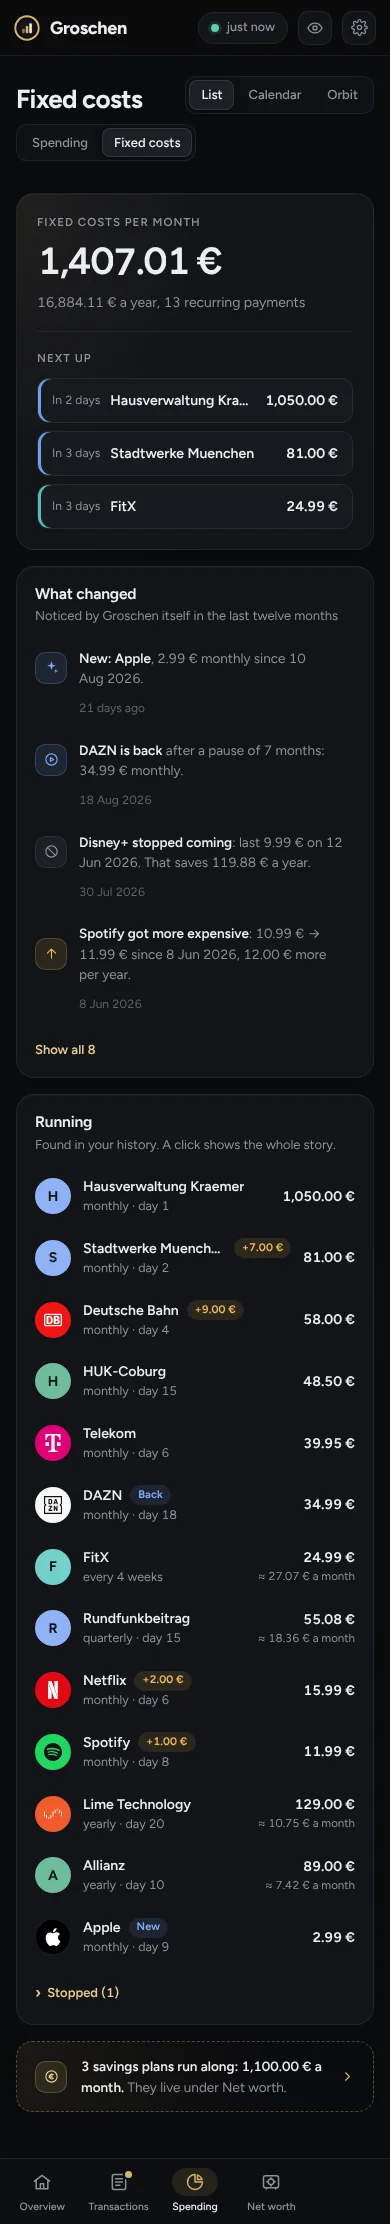 Groschen
just now
Fixed costs
List
Calendar
Orbit
Spending
Fixed costs
FIXED COSTS PER MONTH
1,407.01 €
16,884.11 € a year, 13 recurring payments
NEXT UP
In 2 days Hausverwaltung Kra... 1,050.00 €
In 3 days Stadtwerke Muenchen 81.00 €
In 3 days FitX 24.99 €
What changed
Noticed by Groschen itself in the last twelve months
New: Apple, 2.99 € monthly since 10
Aug 2026.
21 days ago
DAZN is back after a pause of 7 months:
34.99 € monthly.
18 Aug 2026
Disney+ stopped coming: last 9.99 € on 12
Jun 2026. That saves 119.88 € a year.
30 Jul 2026
Spotify got more expensive: 10.99 € →
11.99 € since 8 Jun 2026, 12.00 € more
per year.
8 Jun 2026
Show all 8
Running
Found in your history. A click shows the whole story.
H
Hausverwaltung Kraemer
monthly · day 1
1,050.00 €
S
Stadtwerke Muench... +7.00 €
monthly · day 2
81.00 €
DB
Deutsche Bahn +9.00 €
monthly · day 4
58.00 €
H
HUK-Coburg
monthly · day 15
48.50 €
T
Telekom
monthly · day 6
39.95 €
DA
ZN
DAZN Back
monthly · day 18
34.99 €
F
FitX
every 4 weeks
24.99 €
≈ 27.07 € a month
R
Rundfunkbeitrag
quarterly · day 15
55.08 €
≈ 18.36 € a month
N
Netflix +2.00 €
monthly · day 6
15.99 €
Spotify +1.00 €
monthly · day 8
11.99 €
Lime Technology
yearly · day 20
129.00 €
≈ 10.75 € a month
A
Allianz
yearly · day 10
89.00 €
≈ 7.42 € a month
Apple New
monthly · day 9
2.99 €
› Stopped (1)
€
3 savings plans run along: 1,100.00 € a
month. They live under Net worth.
Overview
Transactions
Spending
Net worth